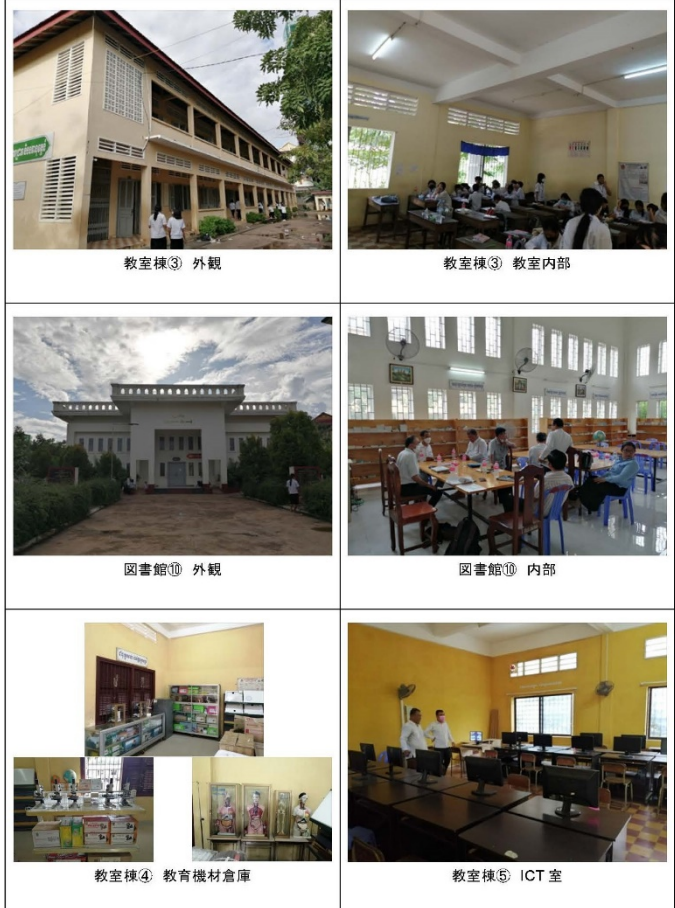 教室棟③ 外観
教室棟③ 教室内部
図書館⑩ 外観
図書館⑩ 内部
教室棟④ 教育機材倉庫
教室棟⑤ ICT 室